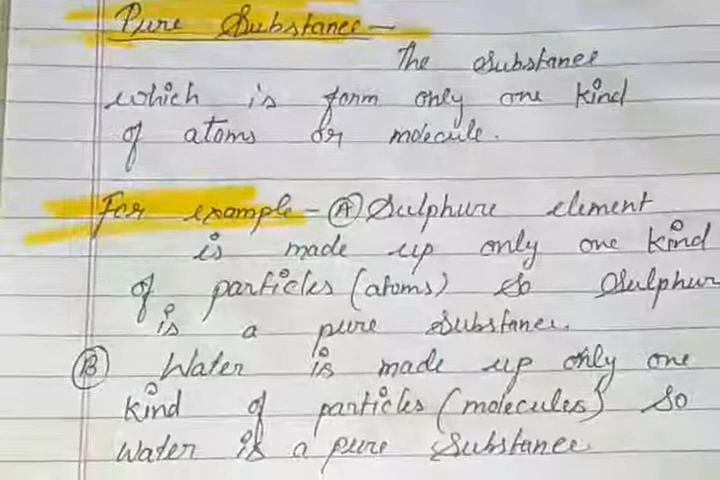 Pure Substance —
The substance
which is form only one kind
of atoms or molecule.
For example - (A) Sulphure element
is made up only one kind
of particles (atoms) so Sulphur
is a pure substance.
(B) Water is made up only one
kind of particles (molecules) so
water is a pure substance.